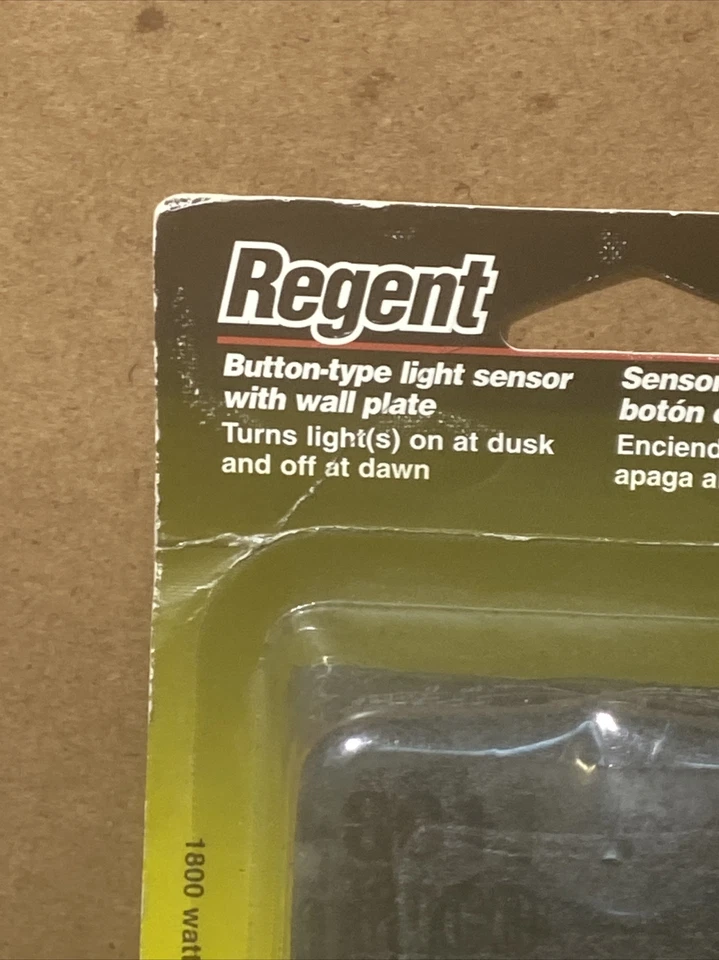 Regent
Button-type light sensor
with wall plate
Turns light(s) on at dusk
and off at dawn
Sensor
botón
Enciend
apaga a
1800 watt